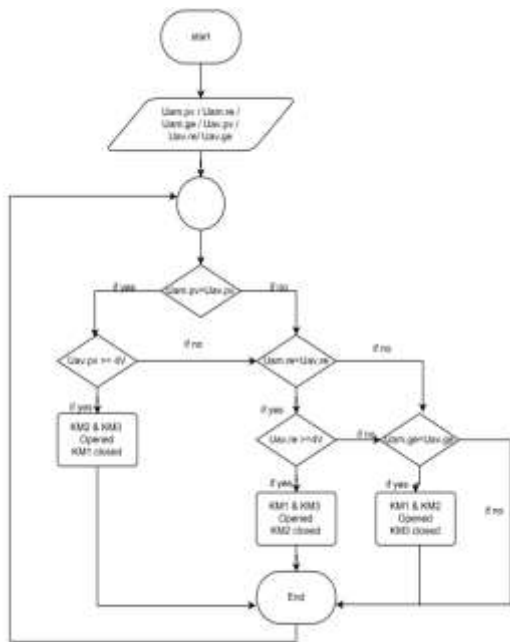 start
Uam.pv / Uam.re /
Uam.ge / Uav.pv /
Uav.re/ Uav.ge
if yes
Uam.pv=Uav.pv
if no
Uav.pv >= 4V
if no
Uam.re=Uav.re
if no
if yes
KM2 & KM3
Opened
KM1 closed
if yes
Uav.re >=4V
if no
Uam.ge=Uav.ge
if yes
KM1 & KM3
Opened
KM2 closed
if yes
KM1 & KM2
Opened
KM3 closed
if no
End